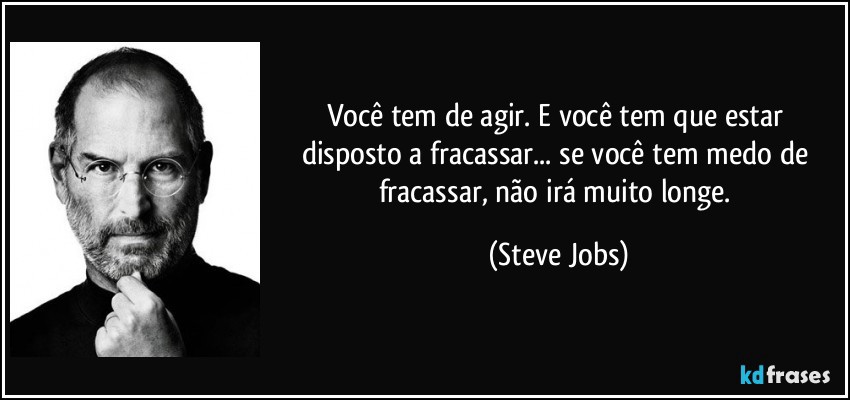 Você tem de agir. E você tem que estar
disposto a fracassar... se você tem medo de
fracassar, não irá muito longe.
(Steve Jobs)
kdfrases